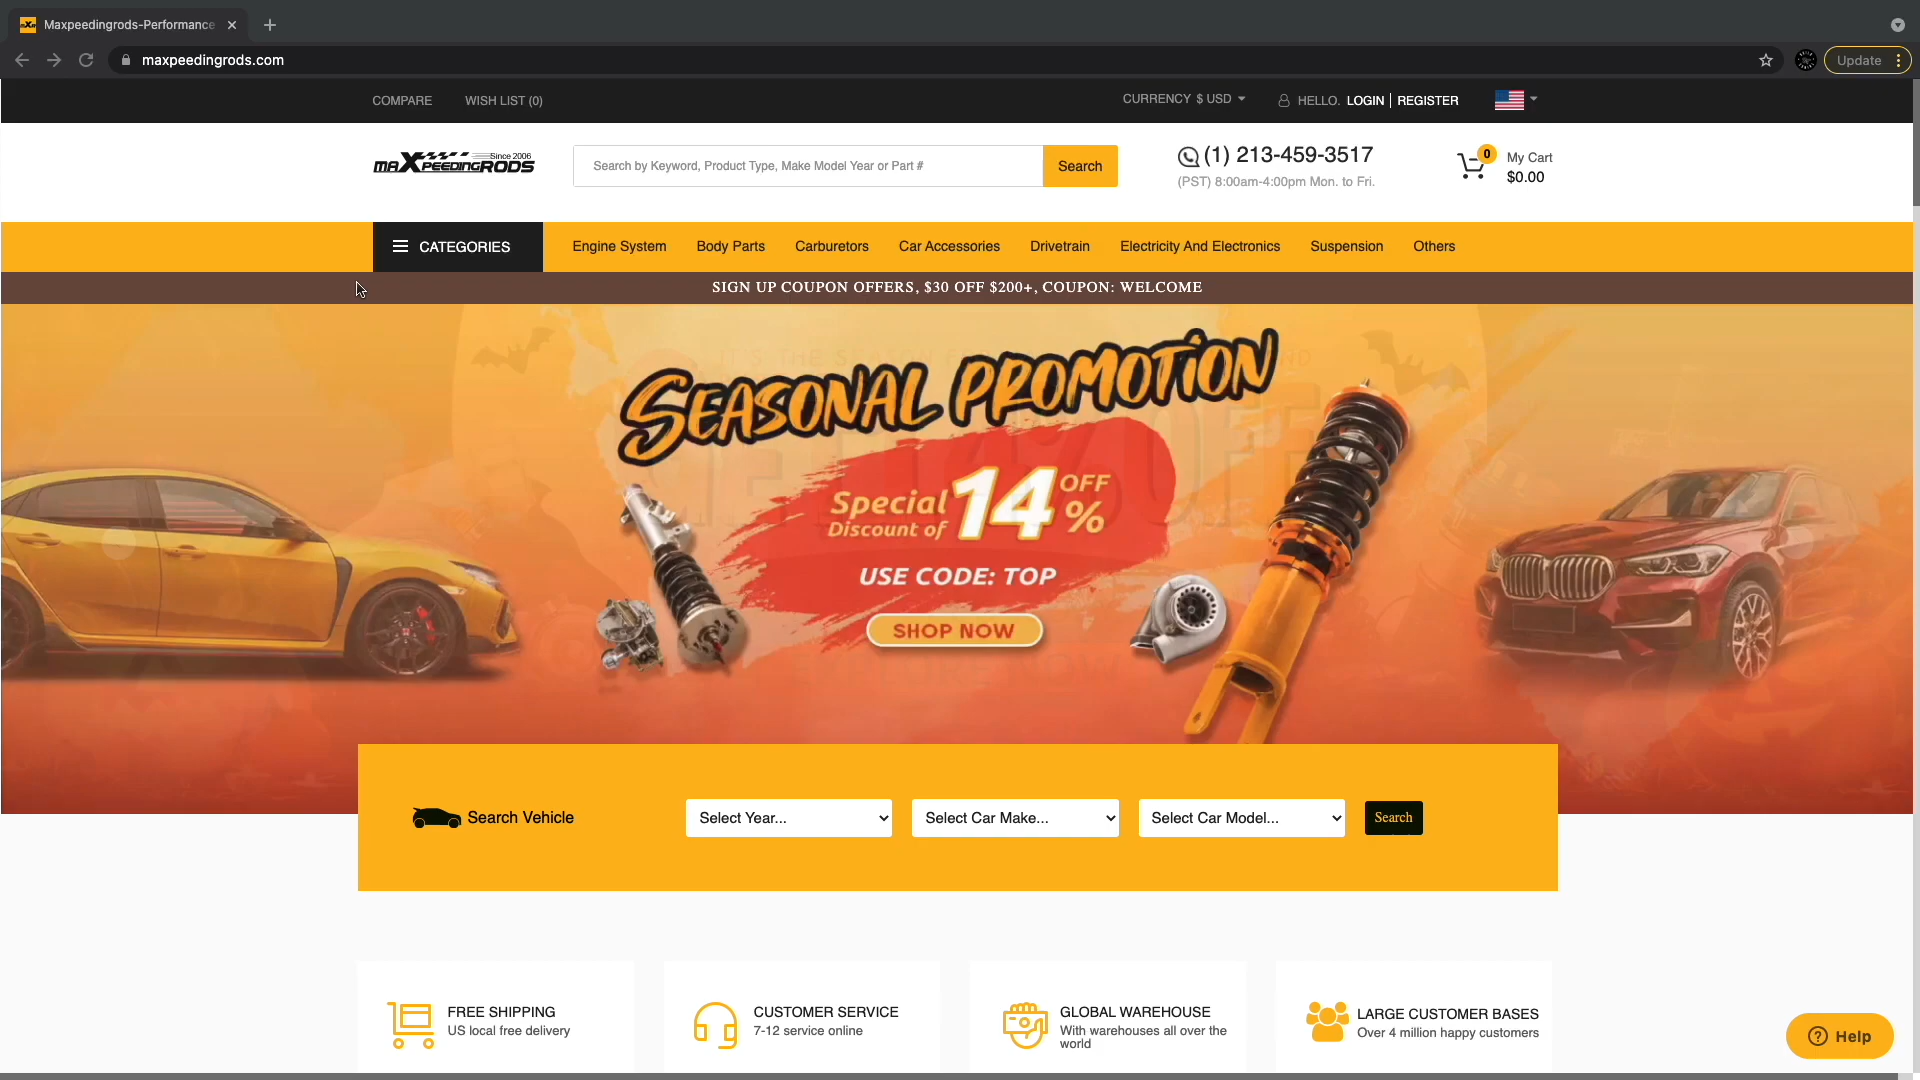 Maxpeedingrods-Performance
maxpeedingrods.com
Update
COMPARE
WISH LIST (0)
CURRENCY $ USD
HELLO. LOGIN | REGISTER
Since 2006
maXpeedingRods
Search by Keyword, Product Type, Make Model Year or Part #
Search
(1) 213-459-3517
(PST) 8:00am-4:00pm Mon. to Fri.
0
My Cart
$0.00
CATEGORIES
Engine System
Body Parts
Carburetors
Car Accessories
Drivetrain
Electricity And Electronics
Suspension
Others
SIGN UP COUPON OFFERS, $30 OFF $200+, COUPON: WELCOME
SEASONAL PROMOTION
Special
Discount of
14
OFF
%
USE CODE: TOP
SHOP NOW
EXPLORE NOW
Search Vehicle
Select Year...
Select Car Make...
Select Car Model...
Search
FREE SHIPPING
US local free delivery
CUSTOMER SERVICE
7-12 service online
GLOBAL WAREHOUSE
With warehouses all over the
world
LARGE CUSTOMER BASES
Over 4 million happy customers
Help